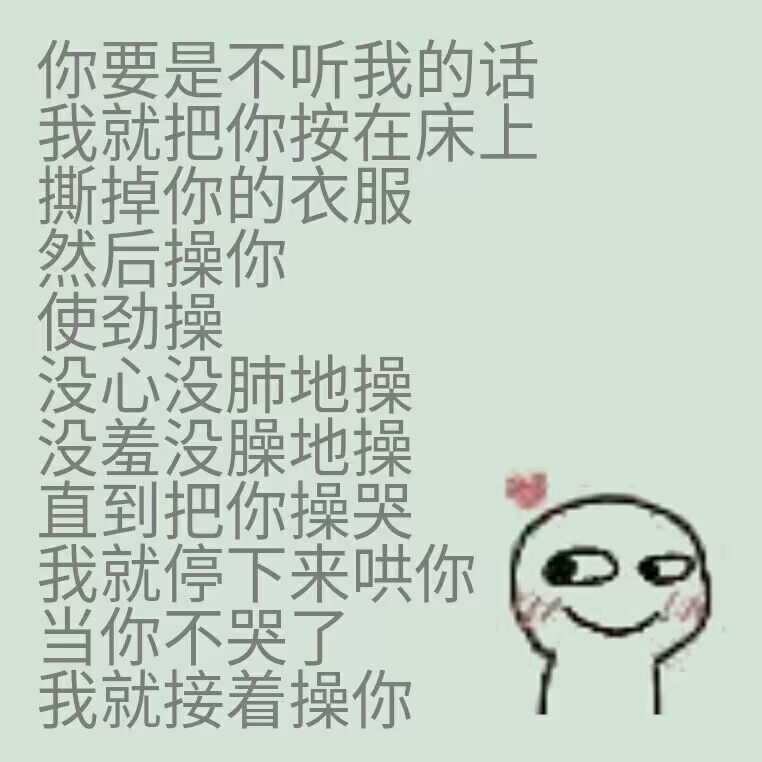 你要是不听我的话
我就把你按在床上
撕掉你的衣服
然后操你
使劲操
没心没肺地操
没羞没臊地操
直到把你操哭
我就停下来哄你
当你不哭了
我就接着操你